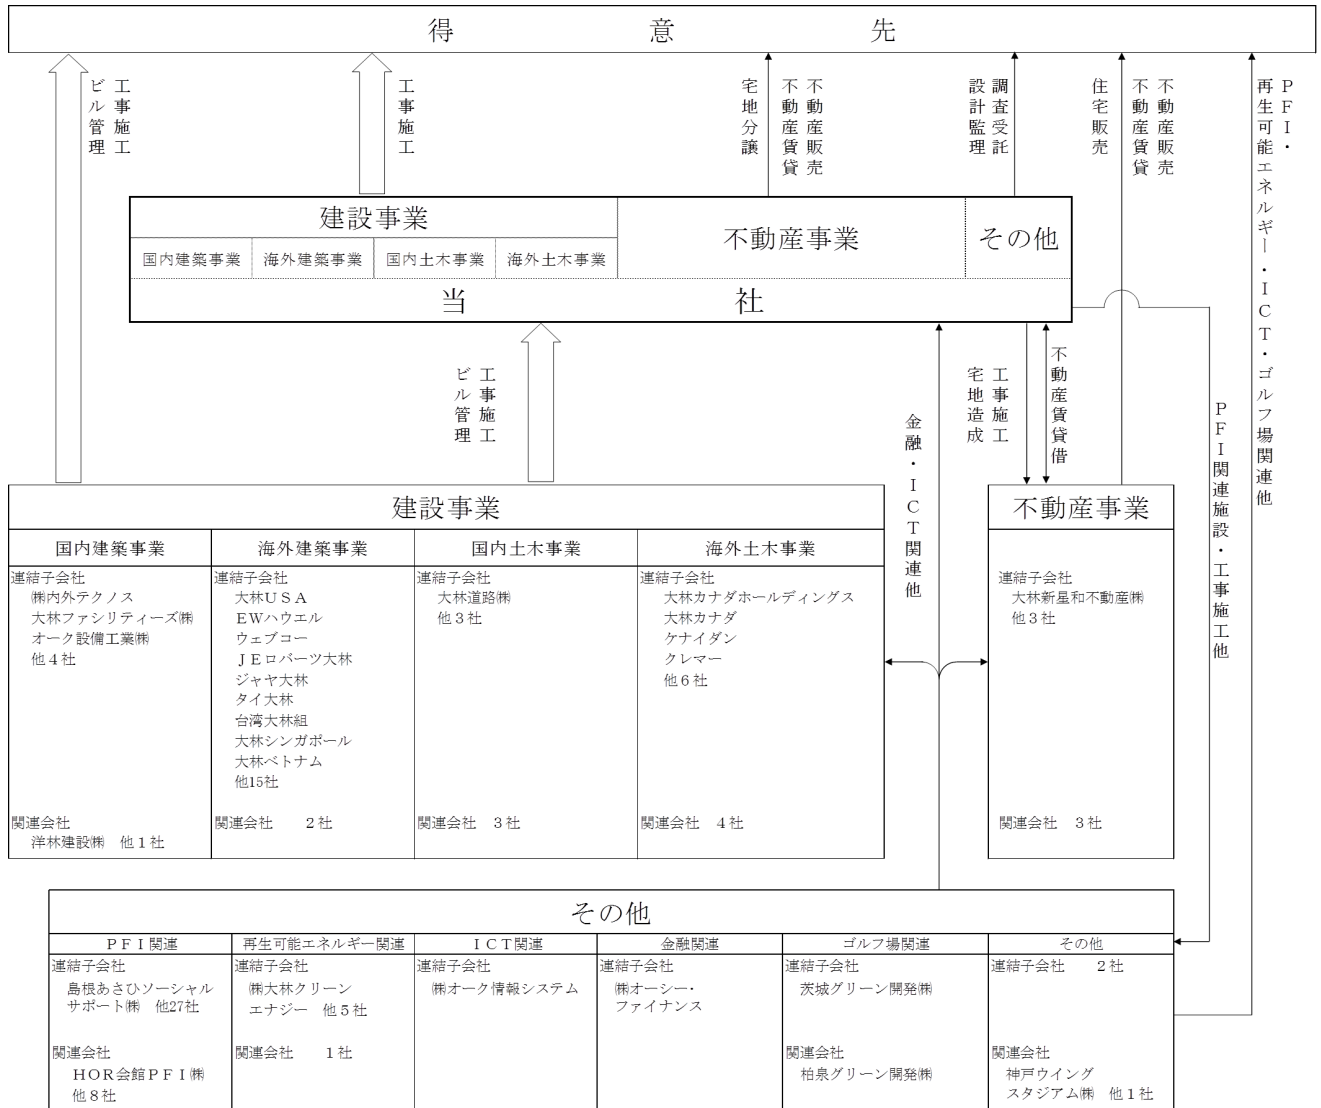 得意先
工事施工
ビル管理
工事施工
不動産販売
不動産賃貸
宅地分譲
調査受託
設計監理
不動産販売
不動産賃貸
住宅販売
PFI・
再生可能エネルギー・ICT・ゴルフ場関連他
建設事業
国内建築事業
海外建築事業
国内土木事業
海外土木事業
不動産事業
その他
当社
工事施工
ビル管理
金融・ICT関連他
工事施工
宅地造成
不動産賃貸借
PFI関連施設・工事施工他
建設事業
国内建築事業
連結子会社
㈱内外テクノス
大林ファシリティーズ㈱
オーク設備工業㈱
他4社
関連会社
洋林建設㈱ 他1社
海外建築事業
連結子会社
大林USA
EWハウエル
ウェブコー
JEロバーツ大林
ジャヤ大林
タイ大林
台湾大林組
大林シンガポール
大林ベトナム
他15社
関連会社 2社
国内土木事業
連結子会社
大林道路㈱
他3社
関連会社 3社
海外土木事業
連結子会社
大林カナダホールディングス
大林カナダ
ケナイダン
クレマー
他6社
関連会社 4社
不動産事業
連結子会社
大林新星和不動産㈱
他3社
関連会社 3社
その他
PFI関連
連結子会社
島根あさひソーシャル
サポート㈱ 他27社
関連会社
HOR会館PFI㈱
他8社
再生可能エネルギー関連
連結子会社
㈱大林クリーン
エナジー 他5社
関連会社 1社
ICT関連
連結子会社
㈱オーク情報システム
金融関連
連結子会社
㈱オーシー・
ファイナンス
ゴルフ場関連
連結子会社
茨城グリーン開発㈱
関連会社
柏泉グリーン開発㈱
その他
連結子会社 2社
関連会社
神戸ウイング
スタジアム㈱ 他1社